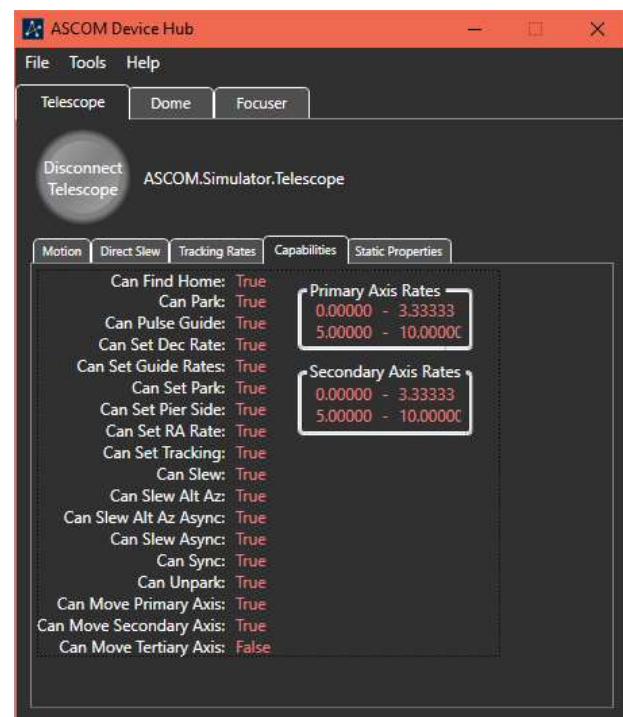 ASCOM Device Hub
File Tools Help
Telescope Dome Focuser
Disconnect
Telescope
ASCOM.Simulator.Telescope
Motion Direct Slew Tracking Rates Capabilities Static Properties
Can Find Home: True
Can Park: True
Can Pulse Guide: True
Can Set Dec Rate: True
Can Set Guide Rates: True
Can Set Park: True
Can Set Pier Side: True
Can Set RA Rate: True
Can Set Tracking: True
Can Slew: True
Can Slew Alt Az: True
Can Slew Alt Az Async: True
Can Slew Async: True
Can Sync: True
Can Unpark: True
Can Move Primary Axis: True
Can Move Secondary Axis: True
Can Move Tertiary Axis: False
Primary Axis Rates
0.00000 - 3.33333
5.00000 - 10.00000
Secondary Axis Rates
0.00000 - 3.33333
5.00000 - 10.00000